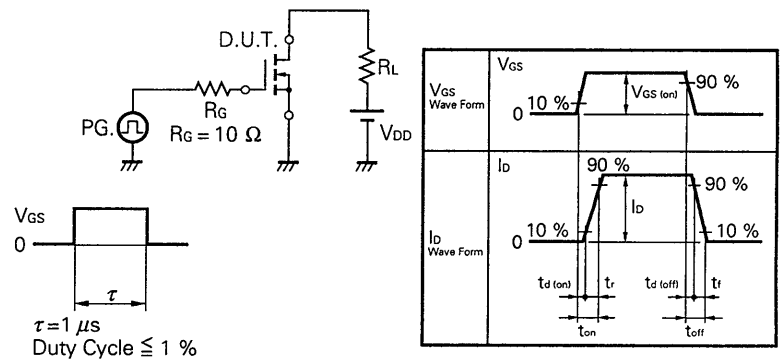 D.U.T.
RL
RG
PG.
RG = 10 Ω
VDD
VGS
0
τ
τ = 1 μs
Duty Cycle ≦ 1 %
VGS
Wave Form
VGS
90 %
VGS (on)
10 %
0
ID
Wave Form
ID
90 %
90 %
ID
10 %
10 %
0
td (on)
tr
td (off)
tf
ton
toff